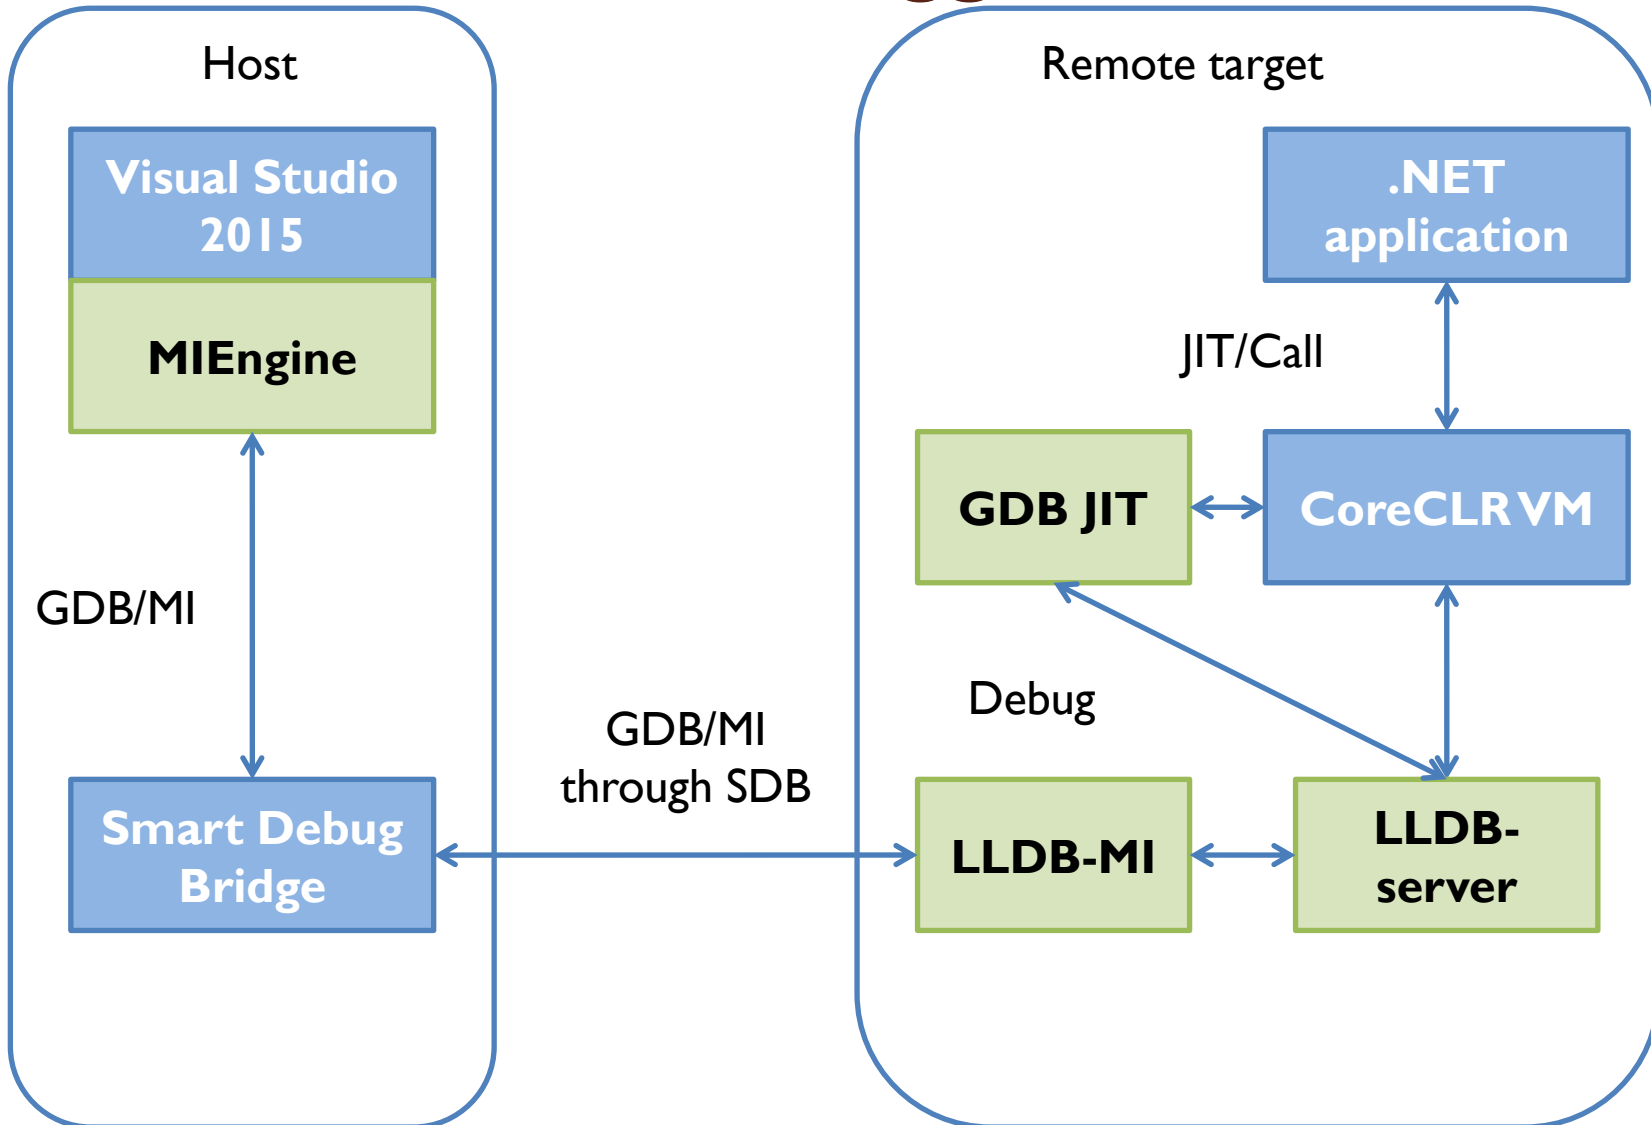 Host
Visual Studio
2015
MIEngine
GDB/MI
Smart Debug
Bridge
GDB/MI
through SDB
Remote target
.NET
application
JIT/Call
GDB JIT
CoreCLR VM
Debug
LLDB-MI
LLDB-
server